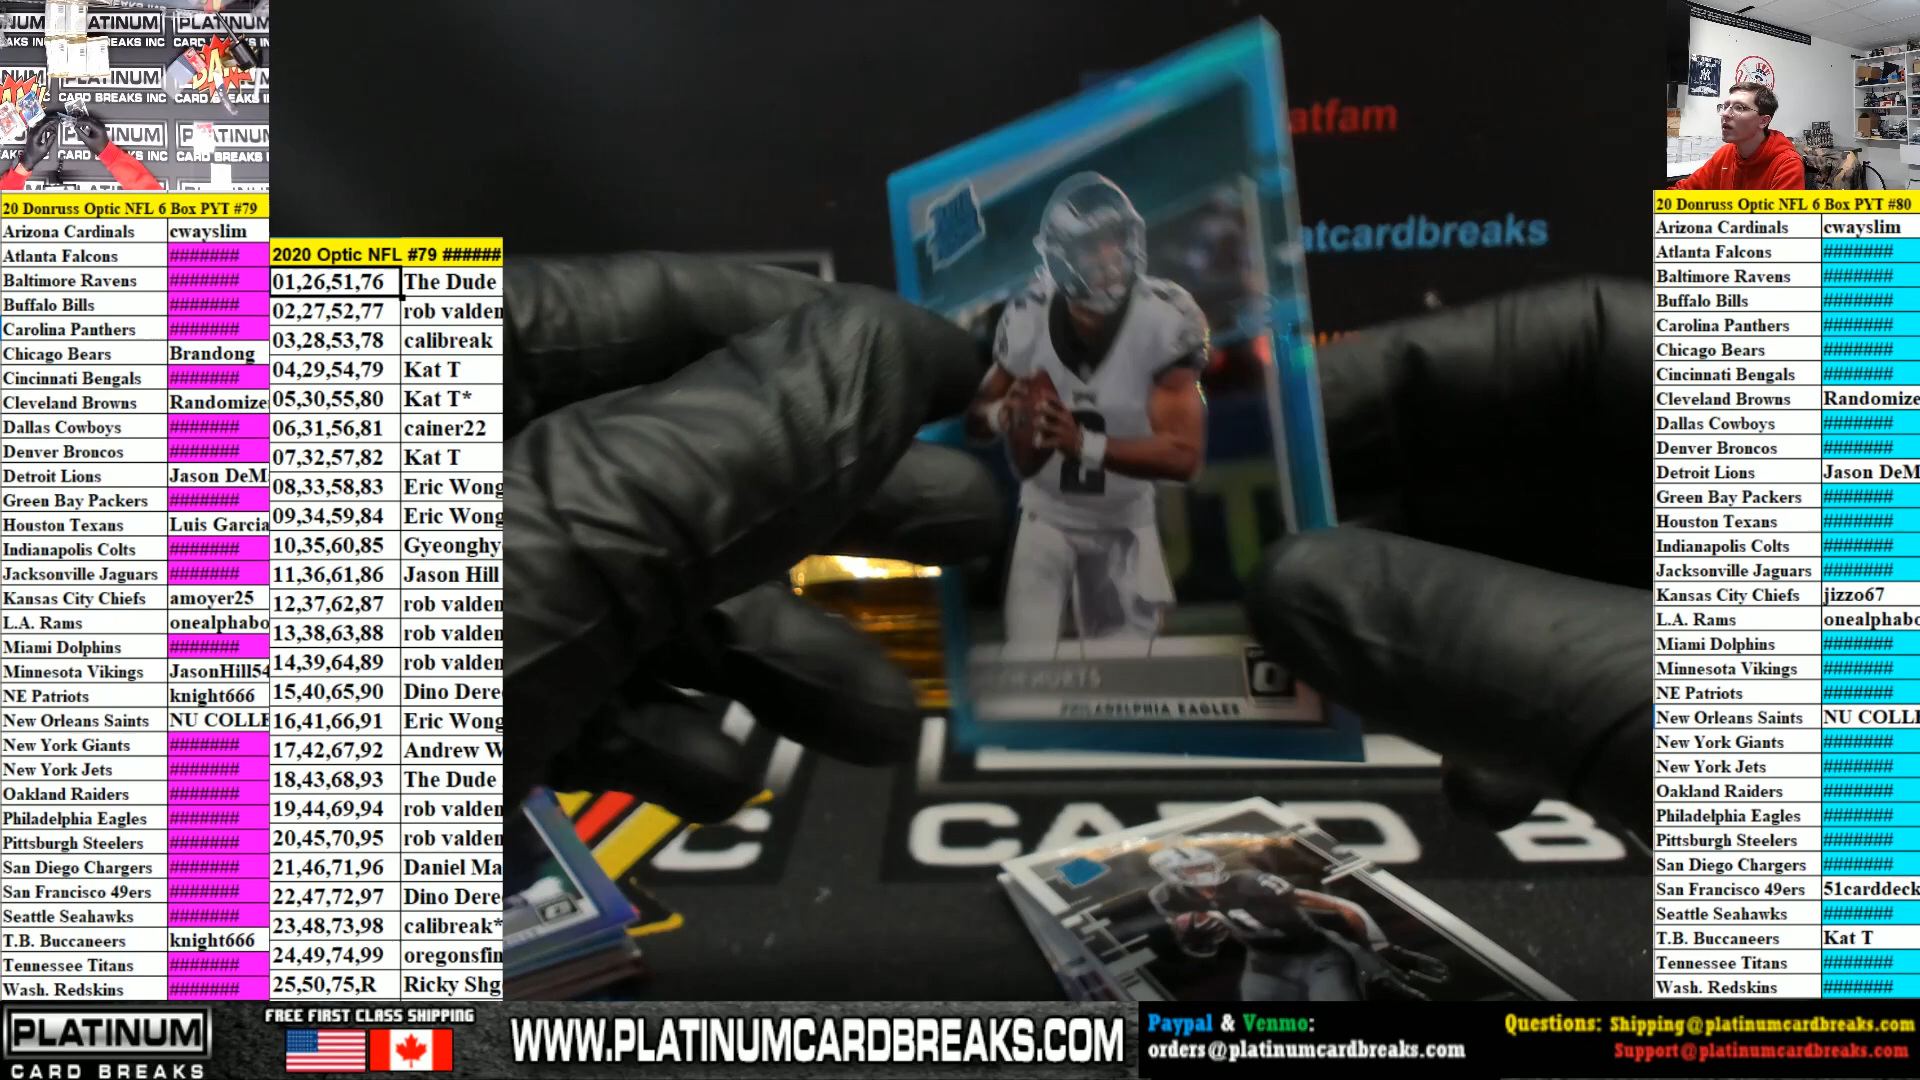 PLATINUM
CARD BREAKS INC
20 Donruss Optic NFL 6 Box PYT #79
Arizona Cardinals cwayslim
Atlanta Falcons #######
Baltimore Ravens #######
Buffalo Bills #######
Carolina Panthers #######
Chicago Bears Brandong
Cincinnati Bengals #######
Cleveland Browns Randomize
Dallas Cowboys #######
Denver Broncos #######
Detroit Lions Jason DeM
Green Bay Packers #######
Houston Texans Luis Garcia
Indianapolis Colts #######
Jacksonville Jaguars #######
Kansas City Chiefs amoyer25
L.A. Rams onealphabo
Miami Dolphins #######
Minnesota Vikings JasonHill54
NE Patriots knight666
New Orleans Saints NU COLLE
New York Giants #######
New York Jets #######
Oakland Raiders #######
Philadelphia Eagles #######
Pittsburgh Steelers #######
San Diego Chargers #######
San Francisco 49ers #######
Seattle Seahawks #######
T.B. Buccaneers knight666
Tennessee Titans #######
Wash. Redskins #######
2020 Optic NFL #79 ######
01,26,51,76 The Dude
02,27,52,77 rob valden
03,28,53,78 calibreak
04,29,54,79 Kat T
05,30,55,80 Kat T*
06,31,56,81 cainer22
07,32,57,82 Kat T
08,33,58,83 Eric Wong
09,34,59,84 Eric Wong
10,35,60,85 Gyeonghy
11,36,61,86 Jason Hill
12,37,62,87 rob valden
13,38,63,88 rob valden
14,39,64,89 rob valden
15,40,65,90 Dino Dere
16,41,66,91 Eric Wong
17,42,67,92 Andrew W
18,43,68,93 The Dude
19,44,69,94 rob valden
20,45,70,95 rob valden
21,46,71,96 Daniel Ma
22,47,72,97 Dino Dere
23,48,73,98 calibreak*
24,49,74,99 oregonsfin
25,50,75,R Ricky Shg
atfam
atcardbreaks
2
HURTS
PHILADELPHIA EAGLES
C CARD B
20 Donruss Optic NFL 6 Box PYT #80
Arizona Cardinals cwayslim
Atlanta Falcons #######
Baltimore Ravens #######
Buffalo Bills #######
Carolina Panthers #######
Chicago Bears #######
Cincinnati Bengals #######
Cleveland Browns Randomize
Dallas Cowboys #######
Denver Broncos #######
Detroit Lions Jason DeM
Green Bay Packers #######
Houston Texans #######
Indianapolis Colts #######
Jacksonville Jaguars #######
Kansas City Chiefs jizzo67
L.A. Rams onealphabo
Miami Dolphins #######
Minnesota Vikings #######
NE Patriots #######
New Orleans Saints NU COLLE
New York Giants #######
New York Jets #######
Oakland Raiders #######
Philadelphia Eagles #######
Pittsburgh Steelers #######
San Diego Chargers #######
San Francisco 49ers 51carddeck
Seattle Seahawks #######
T.B. Buccaneers Kat T
Tennessee Titans #######
Wash. Redskins #######
PLATINUM
CARD BREAKS
FREE FIRST CLASS SHIPPING
WWW.PLATINUMCARDBREAKS.COM
Paypal & Venmo:
orders@platinumcardbreaks.com
Questions: Shipping@platinumcardbreaks.com
Support@platinumcardbreaks.com